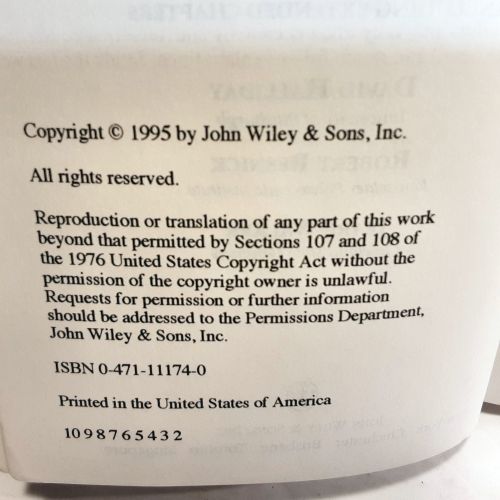 Copyright © 1995 by John Wiley & Sons, Inc.
All rights reserved.
Reproduction or translation of any part of this work
beyond that permitted by Sections 107 and 108 of
the 1976 United States Copyright Act without the
permission of the copyright owner is unlawful.
Requests for permission or further information
should be addressed to the Permissions Department,
John Wiley & Sons, Inc.
ISBN 0-471-11174-0
Printed in the United States of America
10 9 8 7 6 5 4 3 2